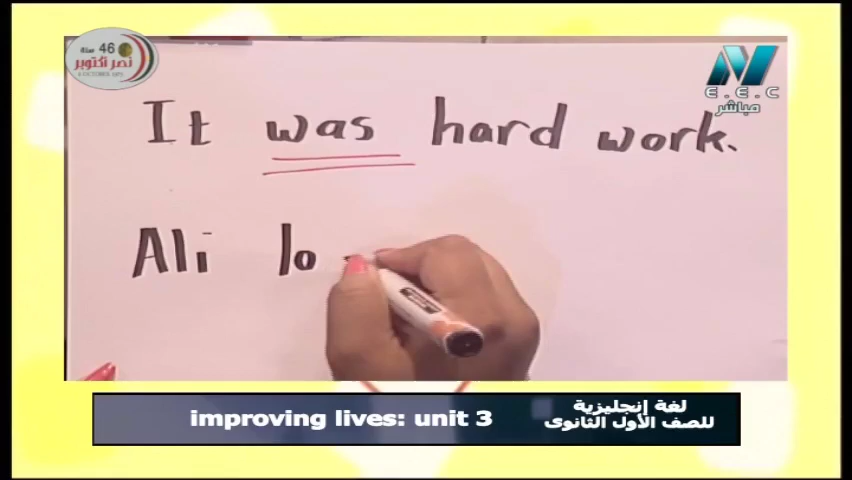 46 سنة
نصر أكتوبر
E.E.C
مباشر
It was hard work.
Ali lo
improving lives: unit 3
لغة إنجليزية
للصف الأول الثانوى